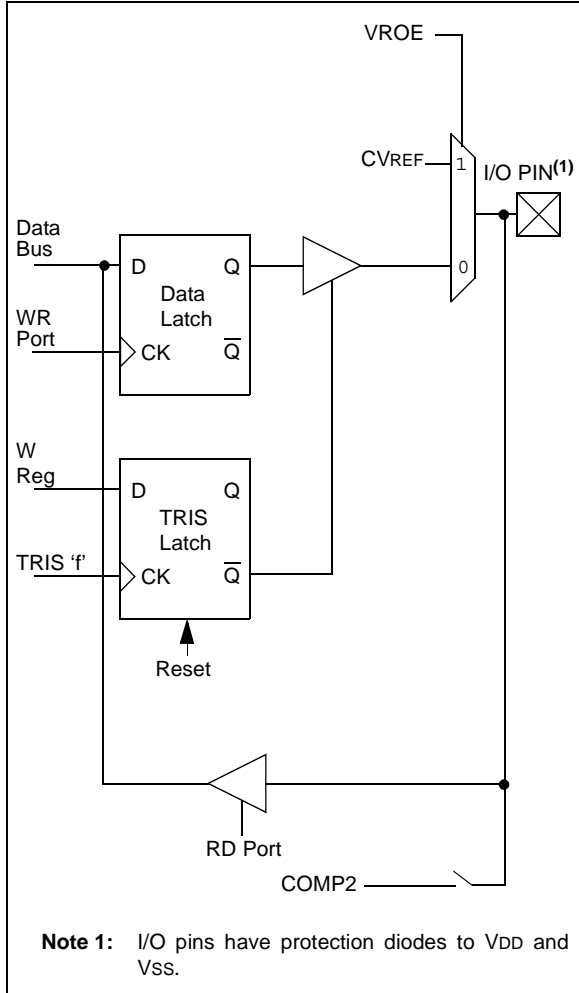 VROE
CVREF
1
I/O PIN(1)
0
Data
Bus
D
Q
Data
Latch
WR
Port
CK
Q
W
Reg
D
Q
TRIS
Latch
TRIS ‘f’
CK
Q
Reset
RD Port
COMP2
Note 1: I/O pins have protection diodes to VDD and
VSS.